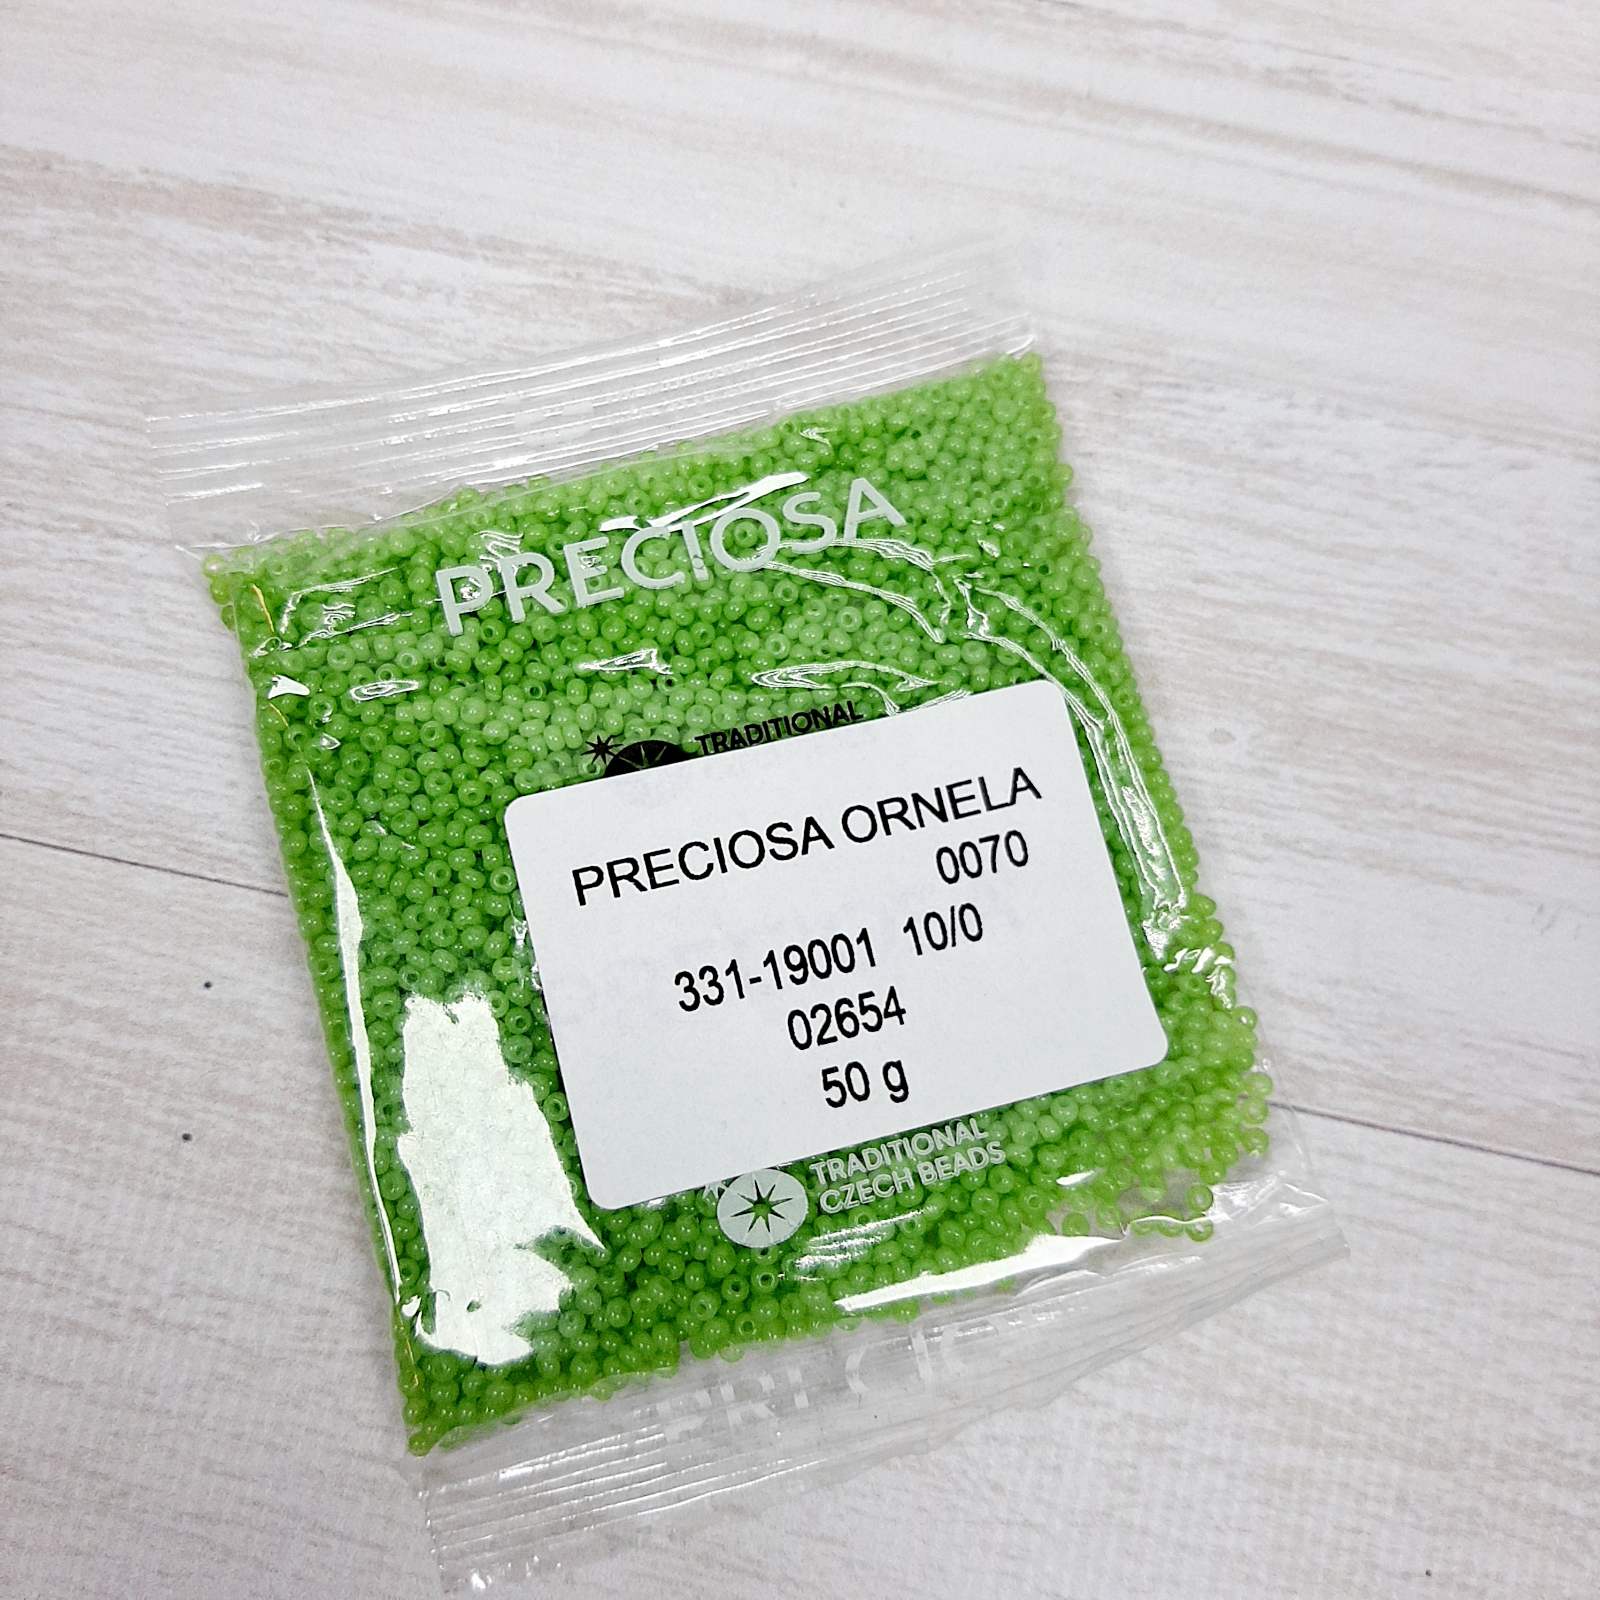 PRECIOSA
TRADITIONAL
PRECIOSA ORNELA
0070
331-19001 10/0
02654
50 g
TRADITIONAL
CZECH BEADS